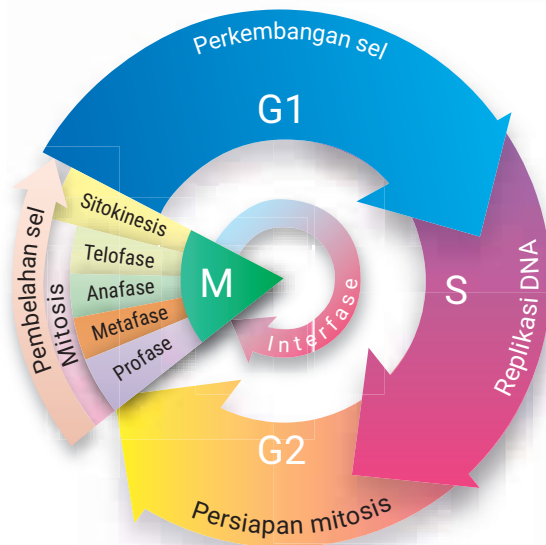 Perkembangan sel
G1
Sitokinesis
Telofase
Anafase
Metafase
Profase
Mitosis
Pembelahan sel
M
Interfase
S
Replikasi DNA
G2
Persiapan mitosis